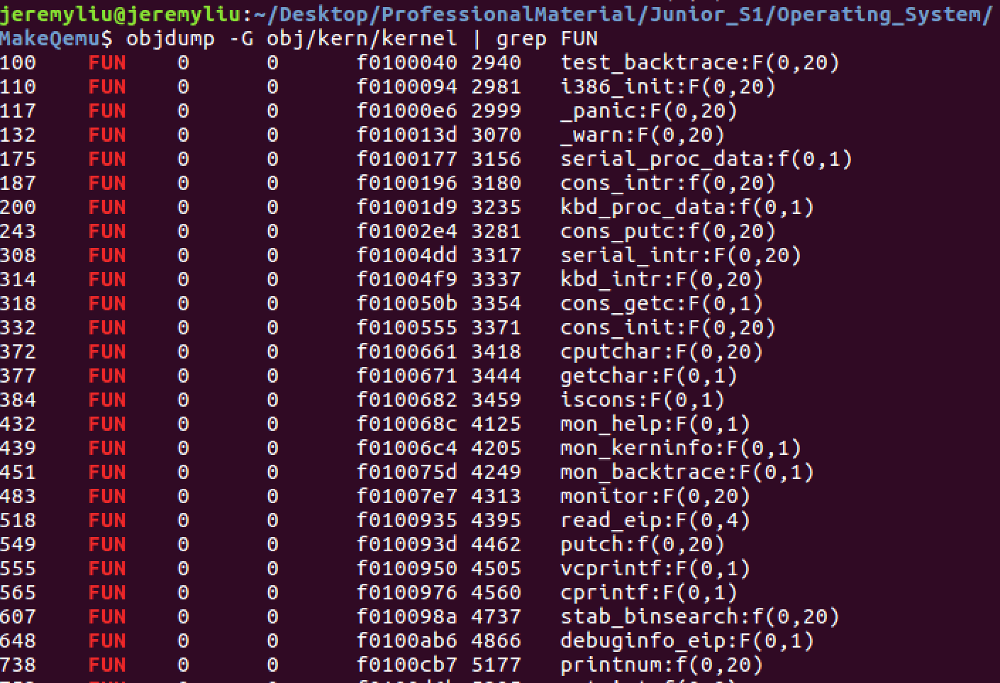 jeremyliu@jeremyliu:~/Desktop/ProfessionalMaterial/Junior_S1/Operating_System/
MakeQemu$ objdump -G obj/kern/kernel | grep FUN
100 FUN 0 0 f0100040 2940 test_backtrace:F(0,20)
110 FUN 0 0 f0100094 2981 i386_init:F(0,20)
117 FUN 0 0 f01000e6 2999 _panic:F(0,20)
132 FUN 0 0 f010013d 3070 _warn:F(0,20)
175 FUN 0 0 f0100177 3156 serial_proc_data:f(0,1)
187 FUN 0 0 f0100196 3180 cons_intr:f(0,20)
200 FUN 0 0 f01001d9 3235 kbd_proc_data:f(0,1)
243 FUN 0 0 f01002e4 3281 cons_putc:f(0,20)
308 FUN 0 0 f01004dd 3317 serial_intr:F(0,20)
314 FUN 0 0 f01004f9 3337 kbd_intr:F(0,20)
318 FUN 0 0 f010050b 3354 cons_getc:F(0,1)
332 FUN 0 0 f0100555 3371 cons_init:F(0,20)
372 FUN 0 0 f0100661 3418 cputchar:F(0,20)
377 FUN 0 0 f0100671 3444 getchar:F(0,1)
384 FUN 0 0 f0100682 3459 iscons:F(0,1)
432 FUN 0 0 f010068c 4125 mon_help:F(0,1)
439 FUN 0 0 f01006c4 4205 mon_kerninfo:F(0,1)
451 FUN 0 0 f010075d 4249 mon_backtrace:F(0,1)
483 FUN 0 0 f01007e7 4313 monitor:F(0,20)
518 FUN 0 0 f0100935 4395 read_eip:F(0,4)
549 FUN 0 0 f010093d 4462 putch:f(0,20)
555 FUN 0 0 f0100950 4505 vcprintf:F(0,1)
565 FUN 0 0 f0100976 4560 cprintf:F(0,1)
607 FUN 0 0 f010098a 4737 stab_binsearch:f(0,20)
648 FUN 0 0 f0100ab6 4866 debuginfo_eip:F(0,1)
738 FUN 0 0 f0100cb7 5177 printnum:f(0,20)